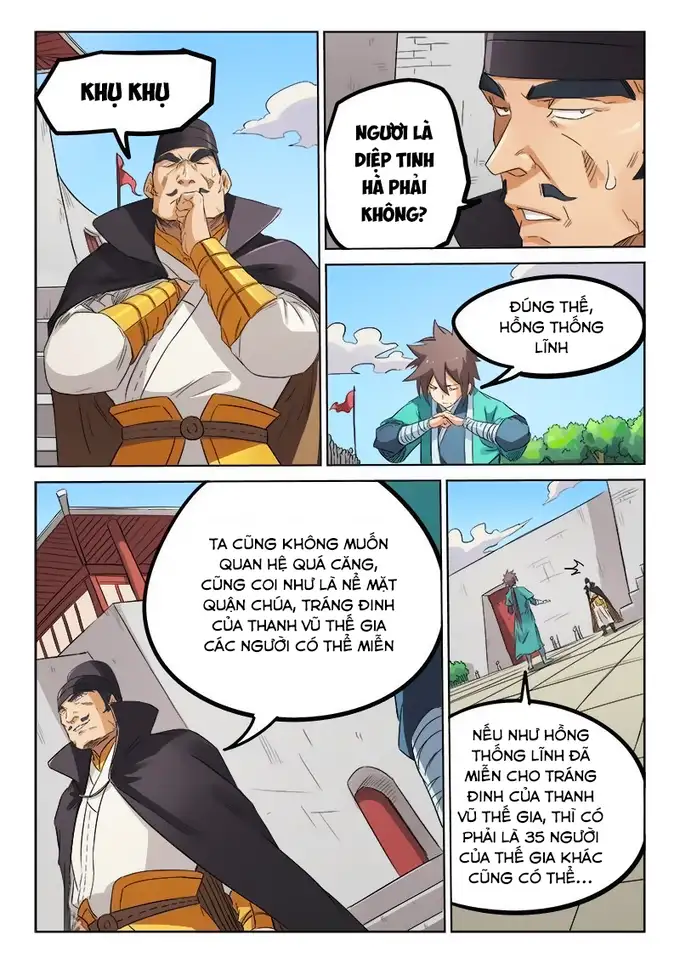 KHỤ KHỤ
NGƯỜI LÀ
DIỆP TINH
HÀ PHẢI
KHÔNG?
ĐÚNG THẾ,
HỒNG THỐNG
LĨNH
TA CŨNG KHÔNG MUỐN
QUAN HỆ QUÁ CĂNG,
CŨNG COI NHƯ LÀ NỂ MẶT
QUẬN CHÚA, TRÁNG ĐINH
CỦA THANH VŨ THẾ GIA
CÁC NGƯỜI CÓ THỂ MIỄN
NẾU NHƯ HỒNG
THỐNG LĨNH ĐÃ
MIỄN CHO TRÁNG
ĐINH CỦA THANH
VŨ THẾ GIA, THÌ CÓ
PHẢI LÀ 35 NGƯỜI
CỦA THẾ GIA KHÁC
CŨNG CÓ THỂ...